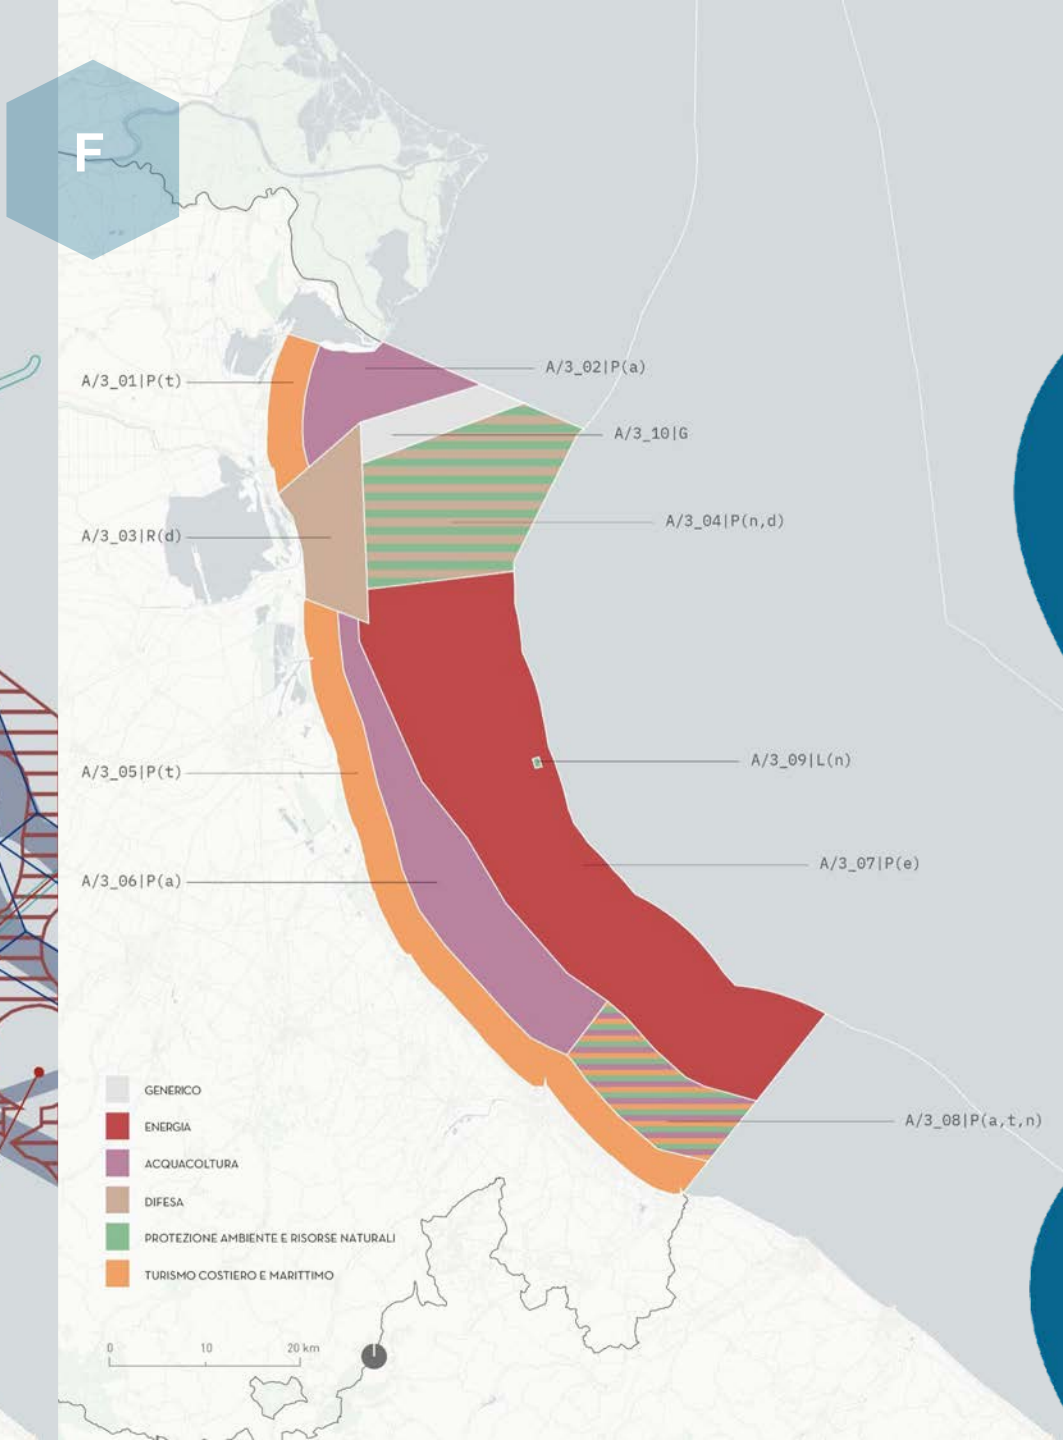 F
A/3_02|P(a)
A/3_01|P(t)
A/3_10|G
A/3_04|P(n,d)
A/3_03|R(d)
A/3_09|L(n)
A/3_05|P(t)
A/3_07|P(e)
A/3_06|P(a)
GENERICO
A/3_08|P(a,t,n)
ENERGIA
ACQUACOLTURA
DIFESA
PROTEZIONE AMBIENTE E RISORSE NATURALI
TURISMO COSTIERO E MARITTIMO
0 10 20 km